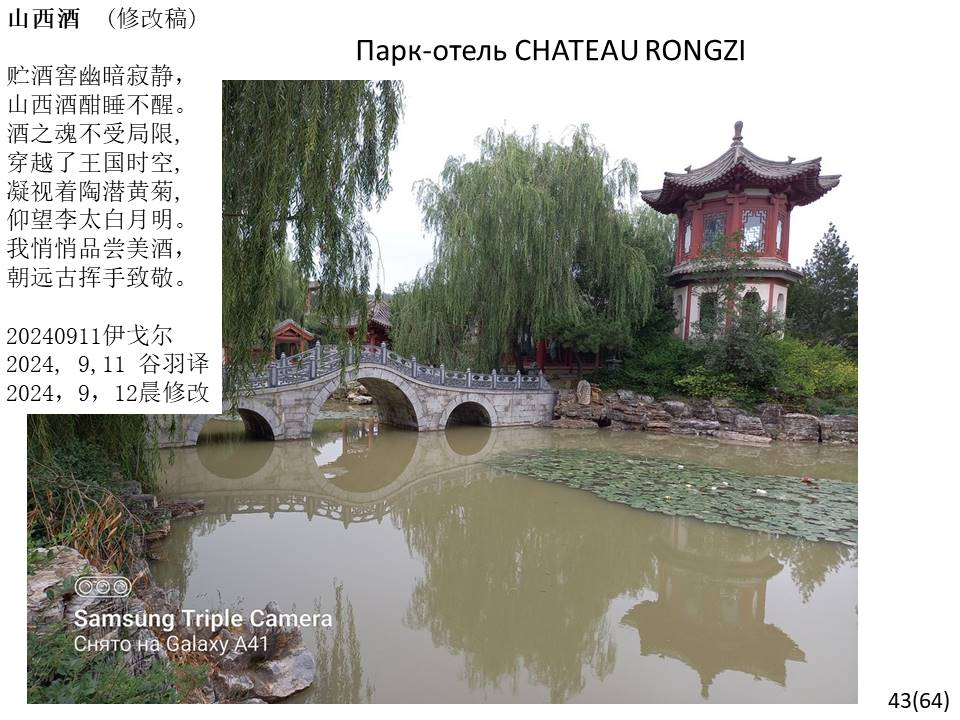 山西酒 (修改稿)
Парк-отель CHATEAU RONGZI
贮酒窖幽暗寂静，
山西酒酣睡不醒。
酒之魂不受局限,
穿越了王国时空,
凝视着陶潜黄菊,
仰望李太白月明。
我悄悄品尝美酒，
朝远古挥手致敬。
20240911伊戈尔
2024, 9,11 谷羽译
2024，9，12晨修改
Samsung Triple Camera
Снято на Galaxy A41
43(64)